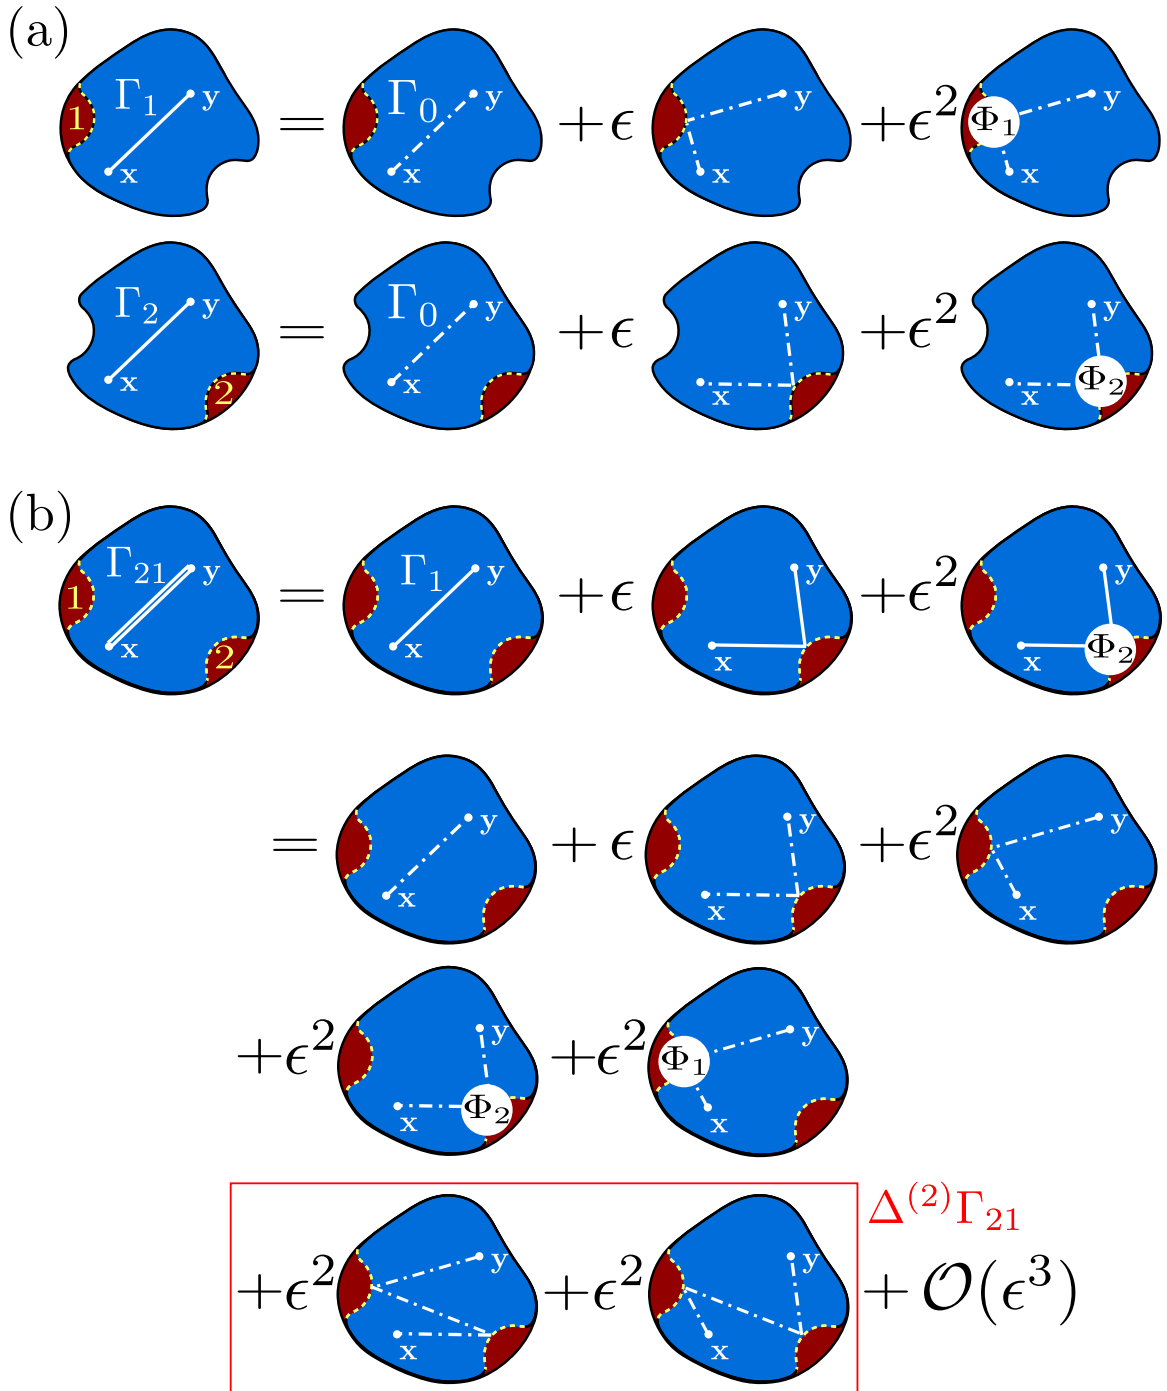 (a)
1 Γ₁ y x = Γ₀ y x +ϵ y x +ϵ² Φ₁ y x
Γ₂ y x 2 = Γ₀ y x +ϵ y x +ϵ² y x Φ₂
(b)
1 Γ₂₁ y x 2 = Γ₁ y x +ϵ y x +ϵ² y x Φ₂
= y x + ϵ y x +ϵ² y x
+ϵ² y x Φ₂ +ϵ² Φ₁ y x
Δ⁽²⁾Γ₂₁
+ϵ² y x +ϵ² y x + 𝒪(ϵ³)